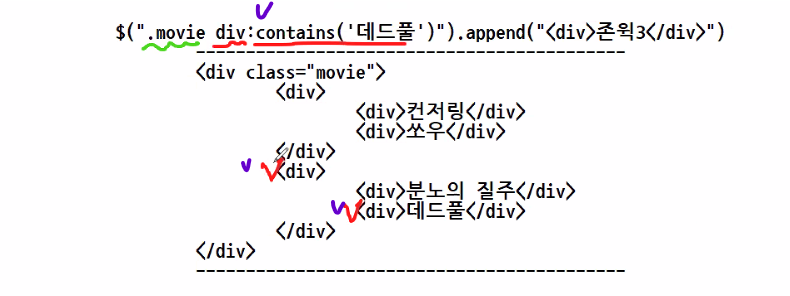 $(".movie div:contains('데드풀')").append("<div>존윅3</div>")
<div class="movie">
<div>
<div>컨저링</div>
<div>쏘우</div>
</div>
<div>
<div>분노의 질주</div>
<div>데드풀</div>
</div>
</div>